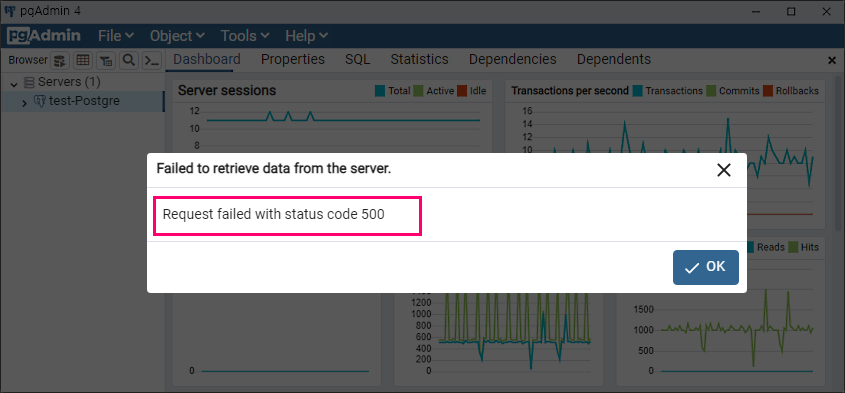 pgAdmin 4
pgAdmin File Object Tools Help
Browser Dashboard Properties SQL Statistics Dependencies Dependents
Servers (1)
test-Postgre
Server sessions Total Active Idle
12
10
8
Transactions per second Transactions Commits Rollbacks
16
14
12
10
Failed to retrieve data from the server.
Request failed with status code 500
OK
Reads Hits
0
1400
1200
1000
800
600
400
200
0
1500
1000
500
0